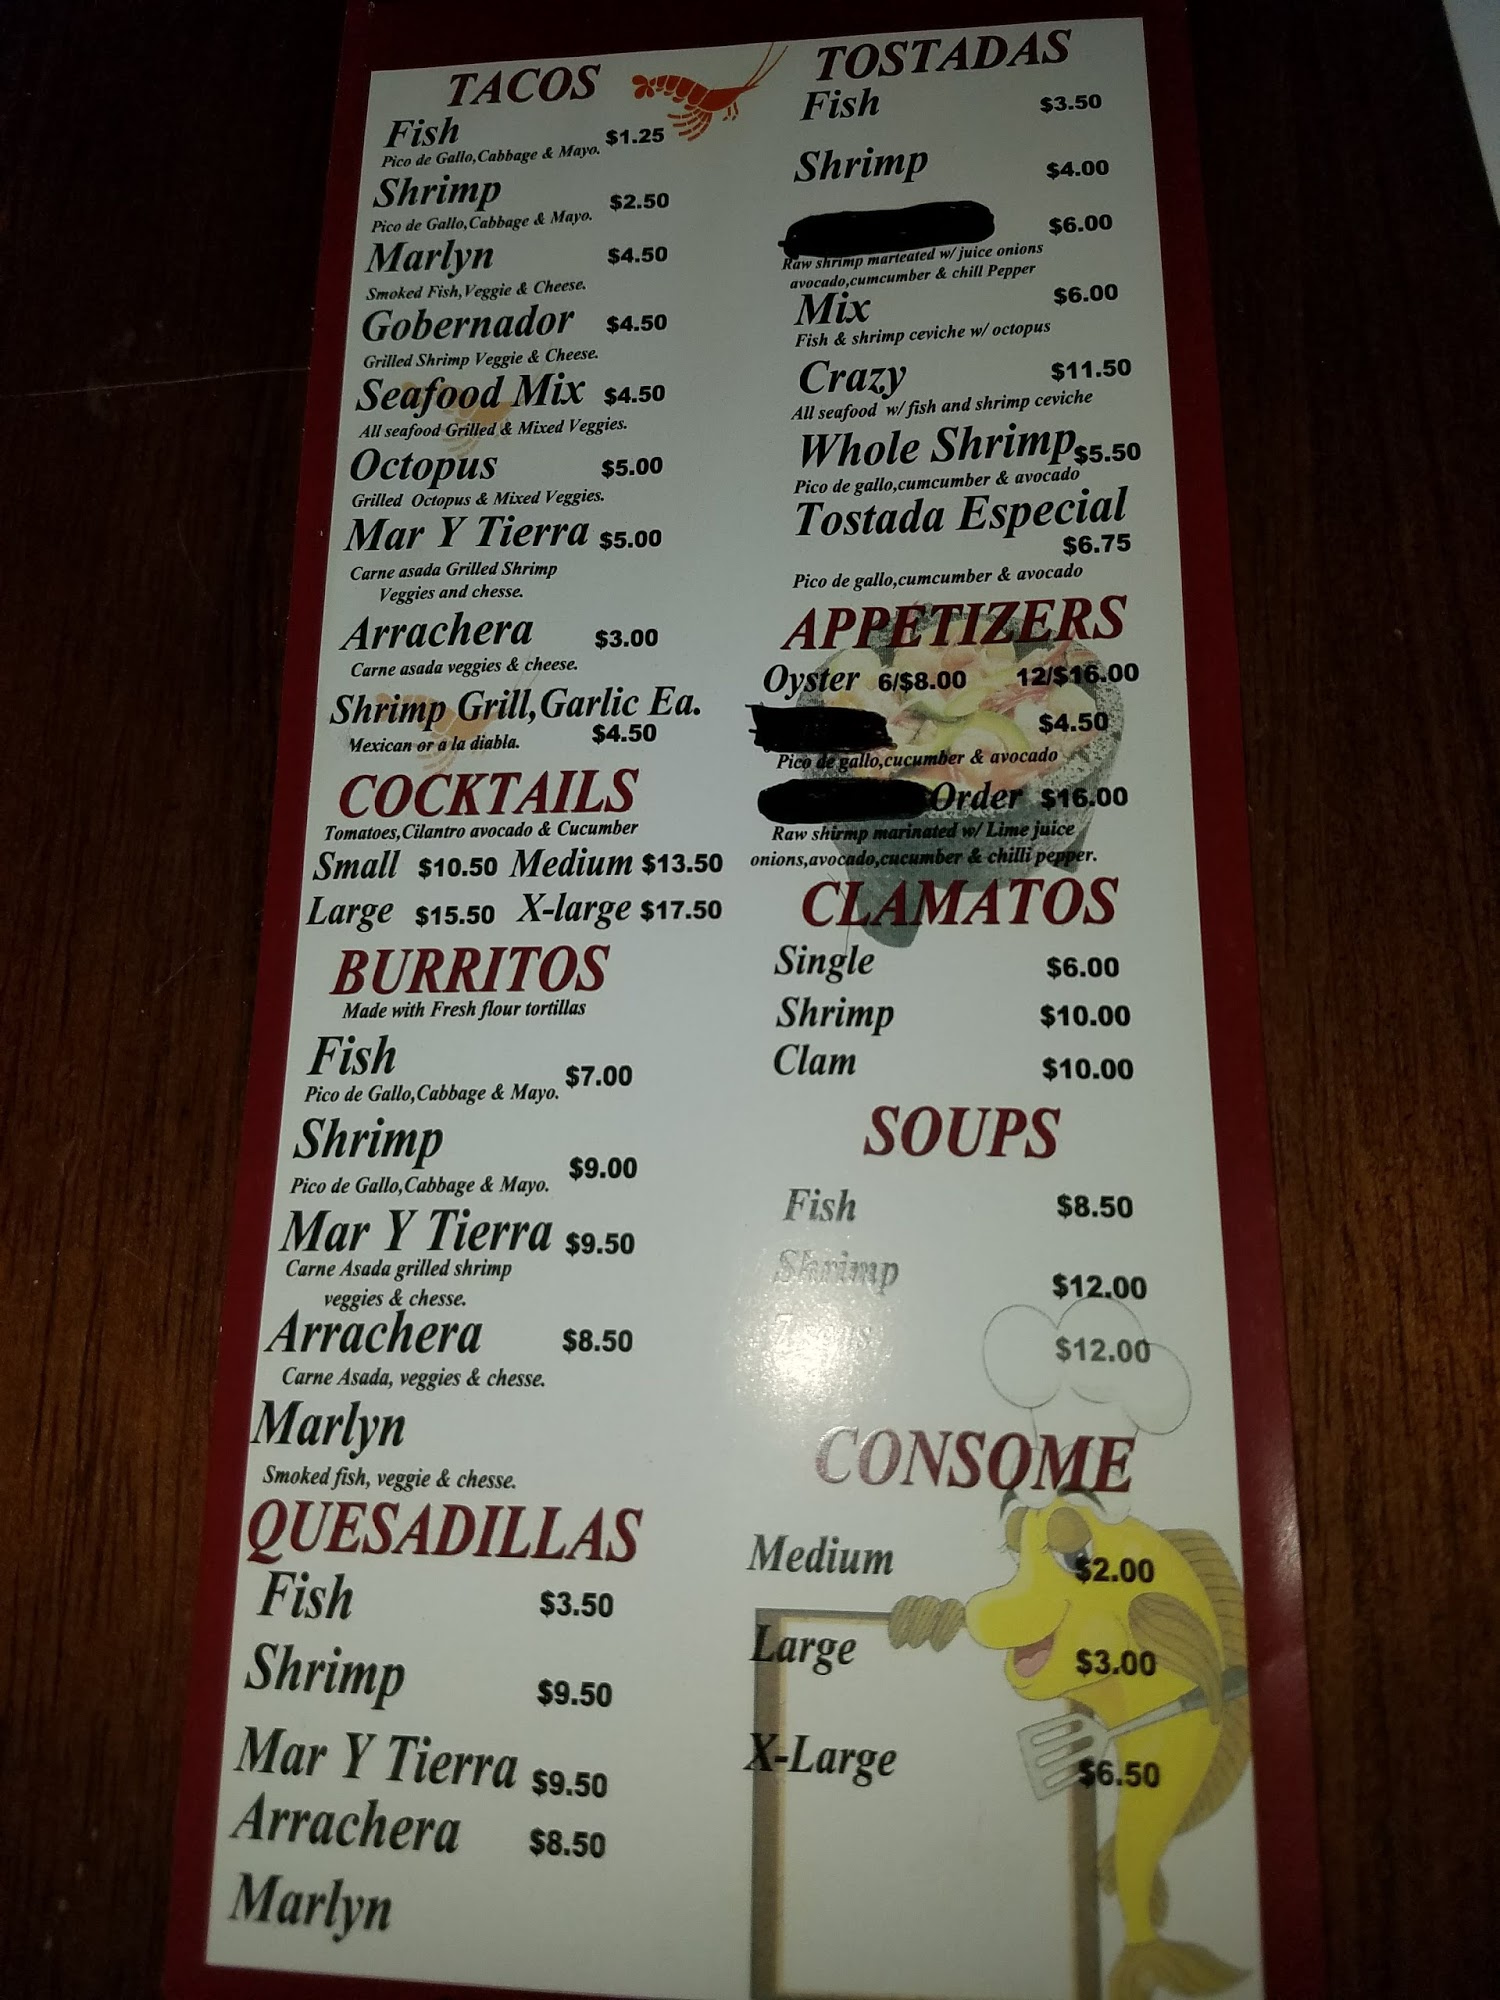 TACOS
Fish $1.25
Pico de Gallo,Cabbage & Mayo.
Shrimp $2.50
Pico de Gallo,Cabbage & Mayo.
Marlyn $4.50
Smoked Fish,Veggie & Cheese.
Gobernador $4.50
Grilled Shrimp Veggie & Cheese.
Seafood Mix $4.50
All seafood Grilled & Mixed Veggies.
Octopus $5.00
Grilled Octopus & Mixed Veggies.
Mar Y Tierra $5.00
Carne asada Grilled Shrimp
Veggies and chesse.
Arrachera $3.00
Carne asada veggies & cheese.
Shrimp Grill,Garlic Ea.
Mexican or a la diabla. $4.50
COCKTAILS
Tomatoes,Cilantro avocado & Cucumber
Small $10.50 Medium $13.50
Large $15.50 X-large $17.50
BURRITOS
Made with Fresh flour tortillas
Fish $7.00
Pico de Gallo,Cabbage & Mayo.
Shrimp $9.00
Pico de Gallo,Cabbage & Mayo.
Mar Y Tierra $9.50
Carne Asada grilled shrimp
veggies & chesse.
Arrachera $8.50
Carne Asada, veggies & chesse.
Marlyn
Smoked fish, veggie & chesse.
QUESADILLAS
Fish $3.50
Shrimp $9.50
Mar Y Tierra $9.50
Arrachera $8.50
Marlyn
TOSTADAS
Fish $3.50
Shrimp $4.00
$6.00
Raw shrimp marteated w/ juice onions
avocado,cumcumber & chill Pepper
Mix $6.00
Fish & shrimp ceviche w/ octopus
Crazy $11.50
All seafood w/ fish and shrimp ceviche
Whole Shrimp $5.50
Pico de gallo,cumcumber & avocado
Tostada Especial
$6.75
Pico de gallo,cumcumber & avocado
APPETIZERS
Oyster 6/$8.00 12/$16.00
$4.50
Pico de gallo,cucumber & avocado
Order $16.00
Raw shirmp marinated w/ Lime juice
onions,avocado,cucumber & chilli pepper.
CLAMATOS
Single $6.00
Shrimp $10.00
Clam $10.00
SOUPS
Fish $8.50
Shrimp $12.00
$12.00
CONSOME
Medium $2.00
Large $3.00
X-Large $6.50